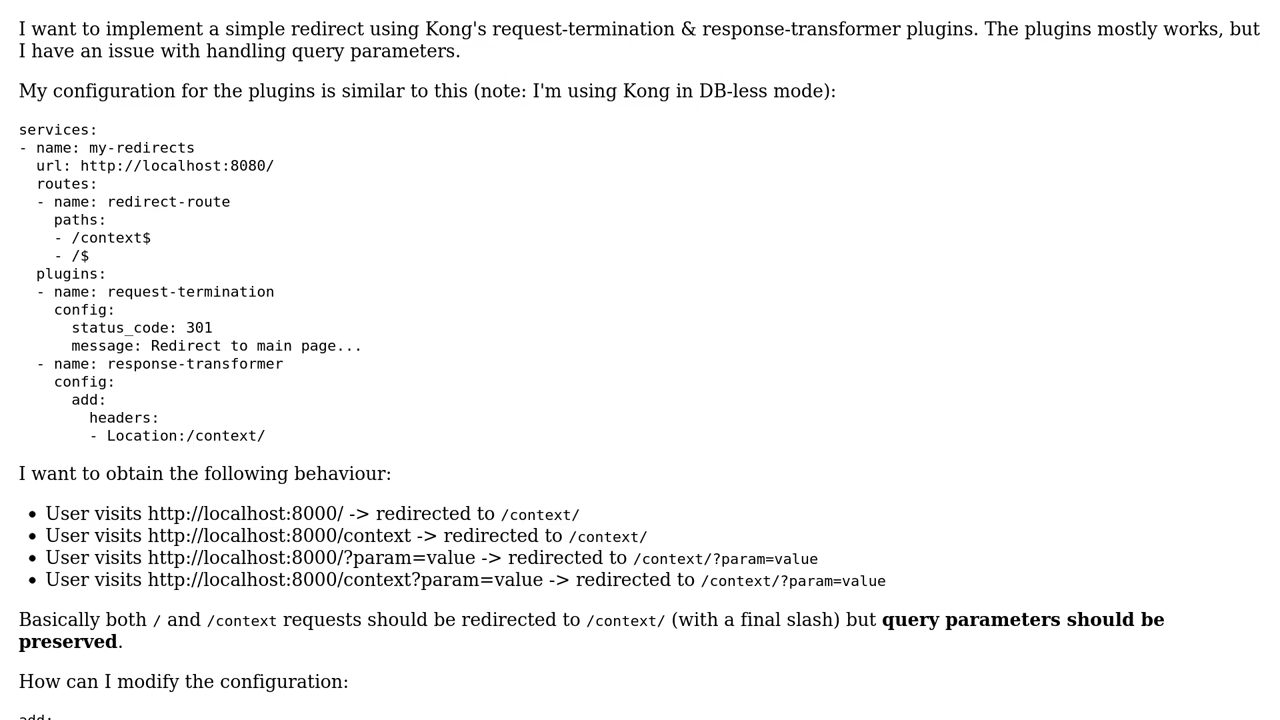 I want to implement a simple redirect using Kong's request-termination & response-transformer plugins. The plugins mostly works, but
I have an issue with handling query parameters.
My configuration for the plugins is similar to this (note: I'm using Kong in DB-less mode):
services:
- name: my-redirects
  url: http://localhost:8080/
  routes:
  - name: redirect-route
    paths:
    - /context$
    - /$
  plugins:
  - name: request-termination
    config:
      status_code: 301
      message: Redirect to main page...
  - name: response-transformer
    config:
      add:
        headers:
        - Location:/context/
I want to obtain the following behaviour:
• User visits http://localhost:8000/ -> redirected to /context/
• User visits http://localhost:8000/context -> redirected to /context/
• User visits http://localhost:8000/?param=value -> redirected to /context/?param=value
• User visits http://localhost:8000/context?param=value -> redirected to /context/?param=value
Basically both / and /context requests should be redirected to /context/ (with a final slash) but query parameters should be
preserved.
How can I modify the configuration:
add: